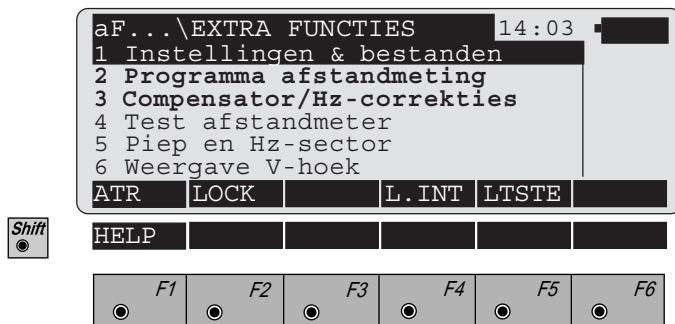 aF...\EXTRA FUNCTIES 14:03
1 Instellingen & bestanden
2 Programma afstandmeting
3 Compensator/Hz-correkties
4 Test afstandmeter
5 Piep en Hz-sector
6 Weergave V-hoek
ATR LOCK L.INT LTSTE
Shift HELP
F1 F2 F3 F4 F5 F6